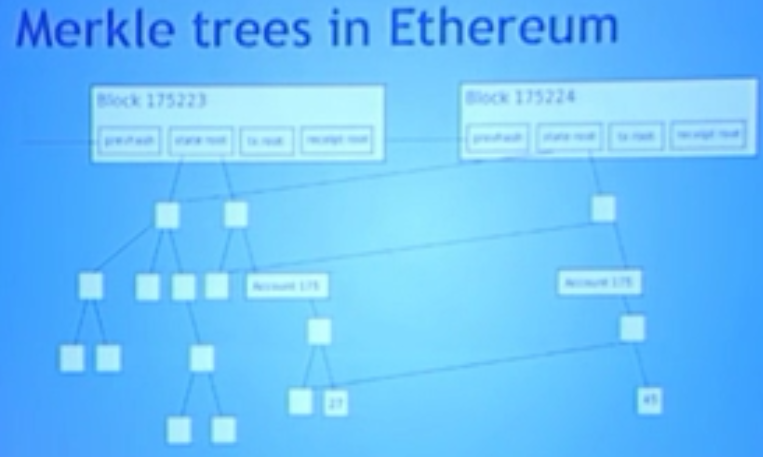 Merkle trees in Ethereum
Block 175223
Block 175224
prevhash state root tx root receipt root
prevhash state root tx root receipt root
Account 175
Account 175
27
45